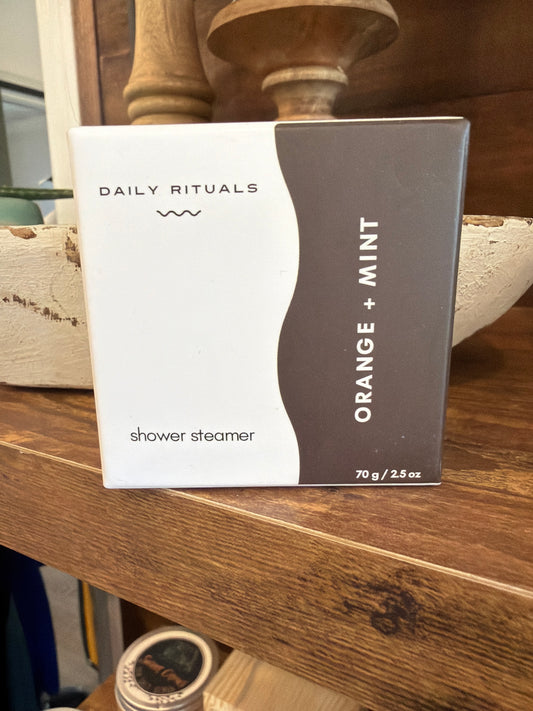 DAILY RITUALS
ORANGE + MINT
shower steamer
70 g / 2.5 oz